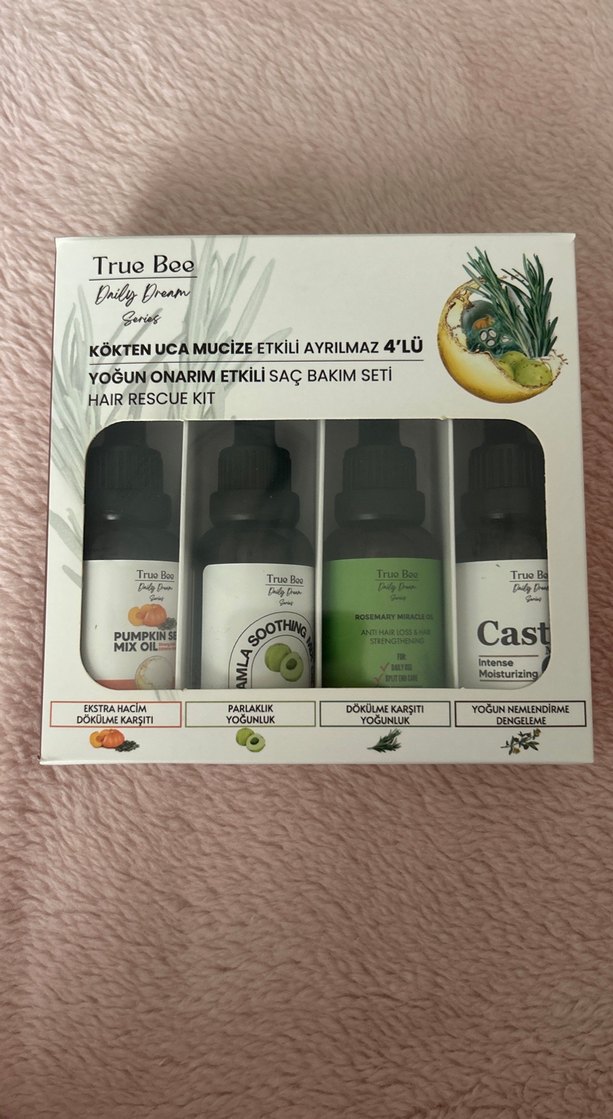 True Bee
Daily Dream
Series
KÖKTEN UCA MUCİZE ETKİLİ AYRILMAZ 4'LÜ
YOĞUN ONARIM ETKİLİ SAÇ BAKIM SETİ
HAIR RESCUE KIT
True Bee
Daily Dream
Series
PUMPKIN SE
MIX OIL
True Bee
Daily Dream
Series
AMLA SOOTHING
True Bee
Daily Dream
Series
ROSEMARY MIRACLE OIL
ANTI HAIR LOSS & HAIR
STRENGTHENING
FOR:
DAILY USE
SPLIT END CARE
True Bee
Daily Drea
Series
Cast
Intense
Moisturizing
EKSTRA HACİM
DÖKÜLME KARŞITI
PARLAKLIK
YOĞUNLUK
DÖKÜLME KARŞITI
YOĞUNLUK
YOĞUN NEMLENDİRME
DENGELEME